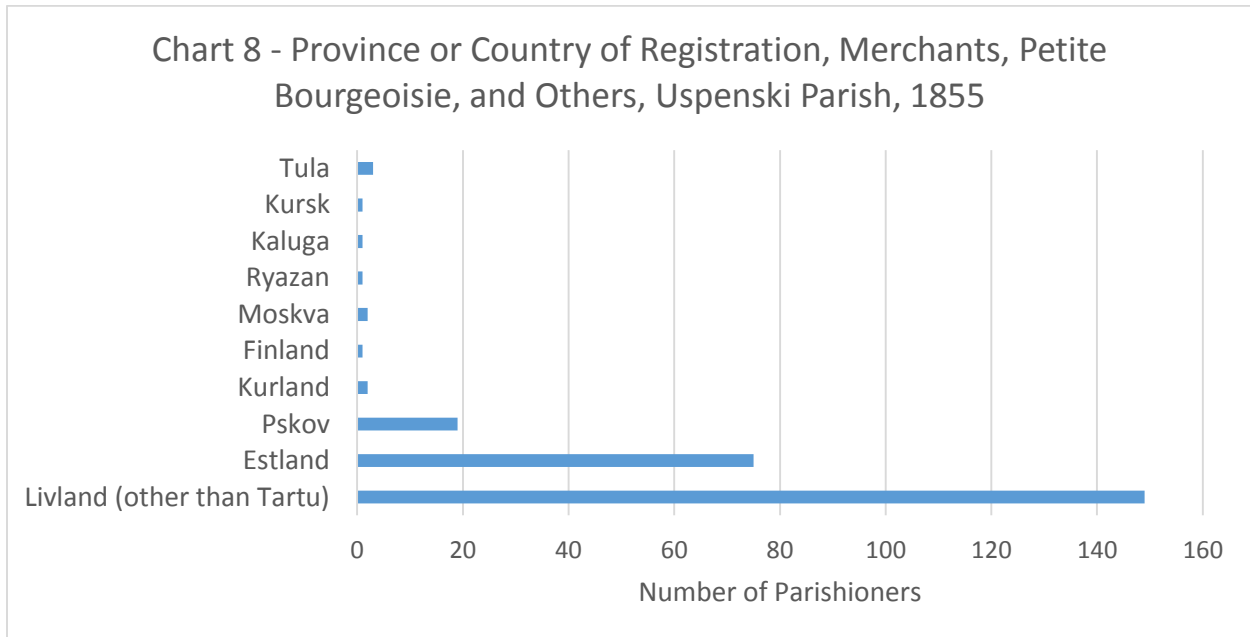 Chart 8 - Province or Country of Registration, Merchants, Petite
Bourgeoisie, and Others, Uspenski Parish, 1855
Tula
Kursk
Kaluga
Ryazan
Moskva
Finland
Kurland
Pskov
Estland
Livland (other than Tartu)
0 20 40 60 80 100 120 140 160
Number of Parishioners